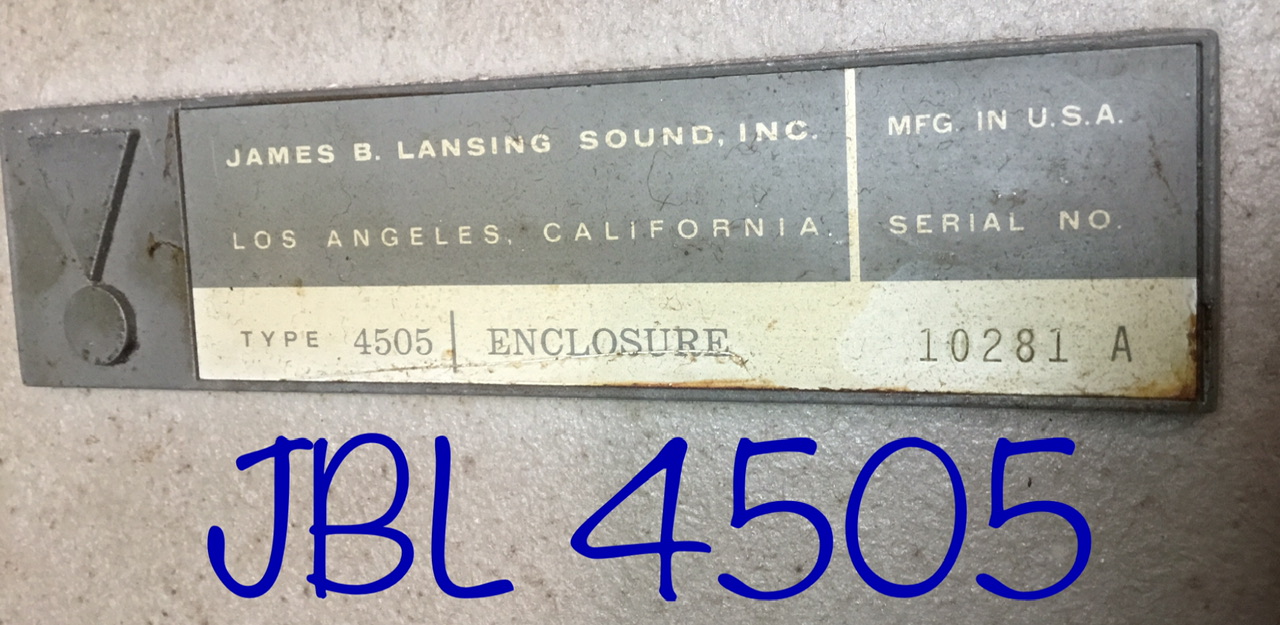 JAMES B. LANSING SOUND, INC.
LOS ANGELES, CALIFORNIA.
MFG. IN U.S.A.
SERIAL NO.
TYPE 4505 | ENCLOSURE
10281 A
JBL 4505